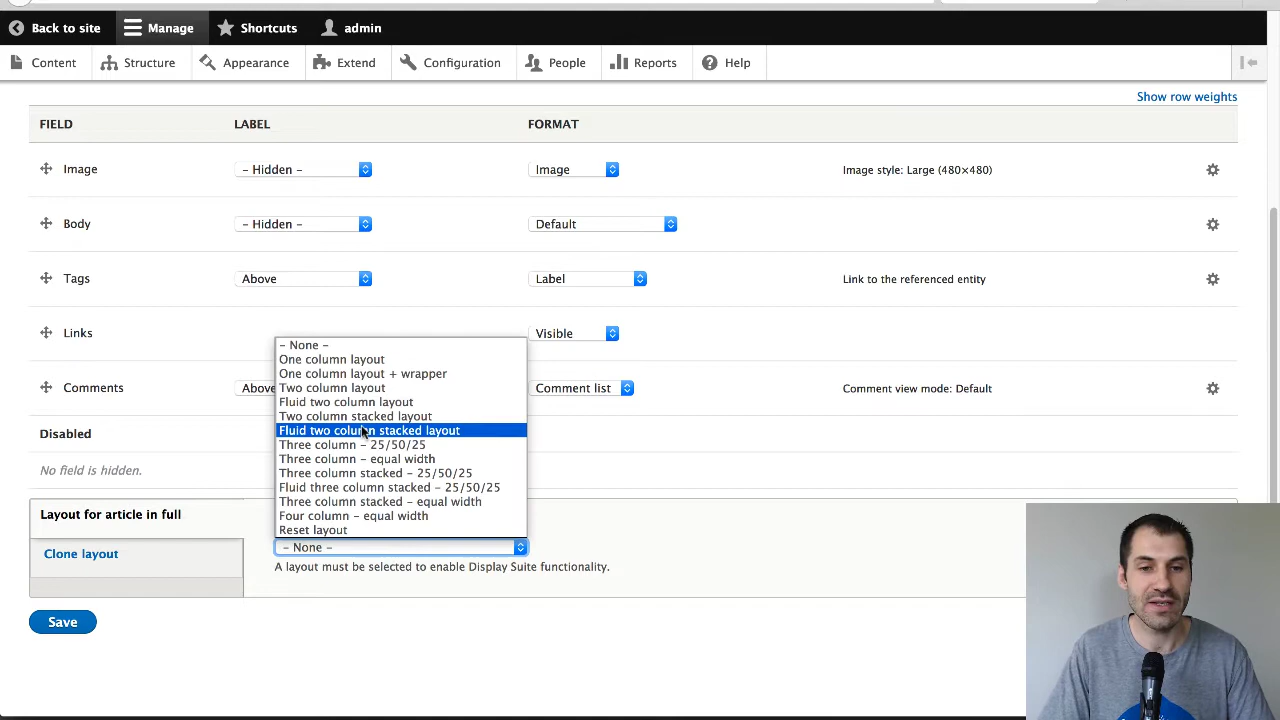 Back to site Manage Shortcuts admin
Content Structure Appearance Extend Configuration People Reports Help
Show row weights
FIELD LABEL FORMAT
Image - Hidden - Image Image style: Large (480×480)
Body - Hidden - Default
Tags Above Label Link to the referenced entity
Links Visible
Comments Above Comment list Comment view mode: Default
Disabled
No field is hidden.
- None -
One column layout
One column layout + wrapper
Two column layout
Fluid two column layout
Two column stacked layout
Fluid two column stacked layout
Three column - 25/50/25
Three column - equal width
Three column stacked - 25/50/25
Fluid three column stacked - 25/50/25
Three column stacked - equal width
Four column - equal width
Reset layout
Layout for article in full
Clone layout
- None -
A layout must be selected to enable Display Suite functionality.
Save